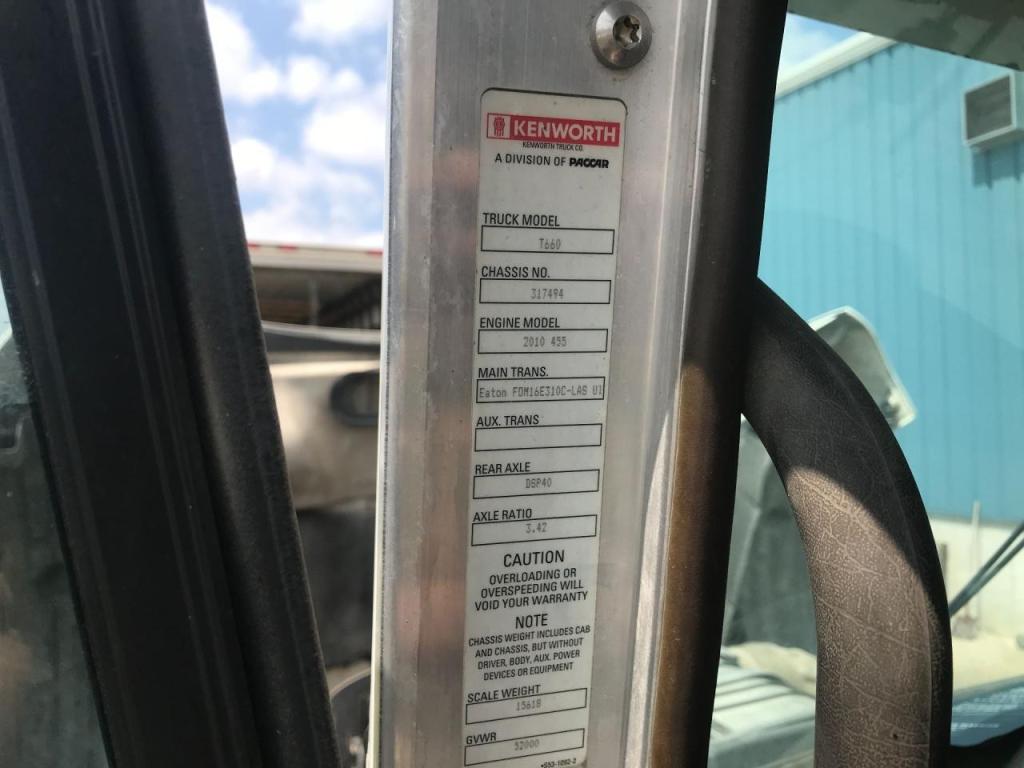 KENWORTH
KENWORTH TRUCK CO.
A DIVISION OF PACCAR
TRUCK MODEL
T660
CHASSIS NO.
317494
ENGINE MODEL
2010 455
MAIN TRANS.
Eaton FOM16E310C-LAS U1
AUX. TRANS
REAR AXLE
DSP40
AXLE RATIO
3.42
CAUTION
OVERLOADING OR
OVERSPEEDING WILL
VOID YOUR WARRANTY
NOTE
CHASSIS WEIGHT INCLUDES CAB
AND CHASSIS, BUT WITHOUT
DRIVER, BODY, AUX. POWER
DEVICES OR EQUIPMENT
SCALE WEIGHT
15618
GVWR
52000
•S53-1092-2